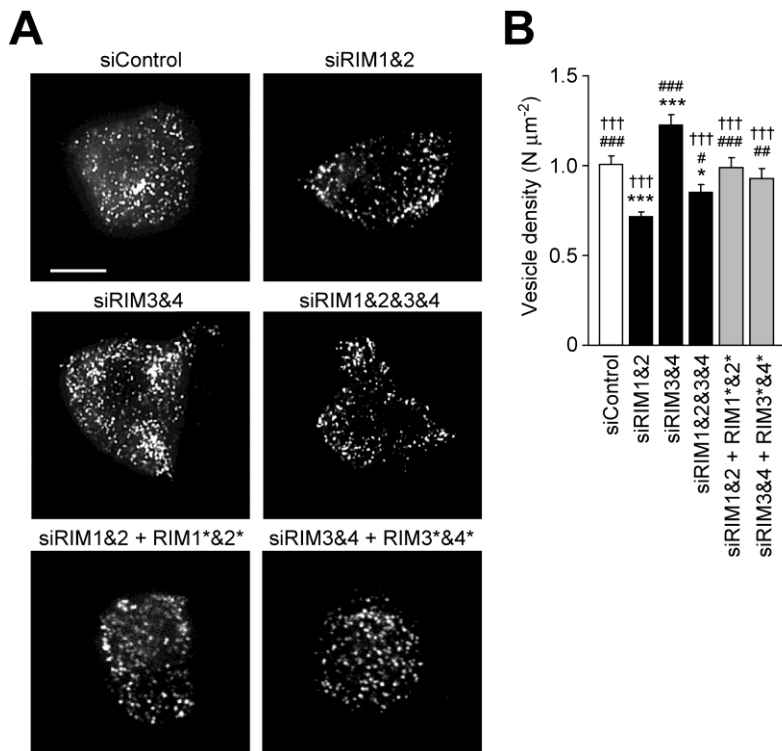 A
siControl
siRIM1&2
siRIM3&4
siRIM1&2&3&4
siRIM1&2 + RIM1*&2*
siRIM3&4 + RIM3*&4*
B
Vesicle density (N μm-2)
1.5
1.0
0.5
0
†††
###
†††
***
###
***
†††
#
*
†††
###
†††
##
siControl
siRIM1&2
siRIM3&4
siRIM1&2&3&4
siRIM1&2 + RIM1*&2*
siRIM3&4 + RIM3*&4*